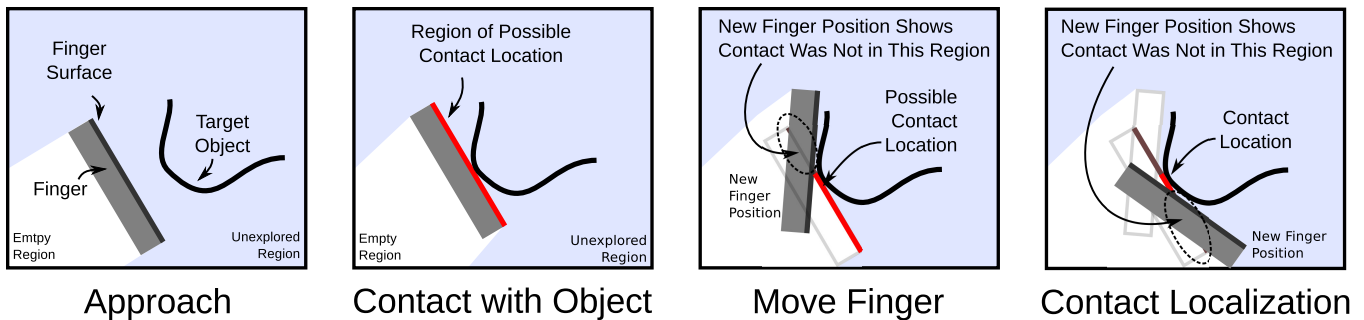 Finger
Surface
Target
Object
Finger
Emtpy
Region
Unexplored
Region
Approach
Region of Possible
Contact Location
Empty
Region
Unexplored
Region
Contact with Object
New Finger Position Shows
Contact Was Not in This Region
Possible
Contact
Location
New
Finger
Position
Move Finger
New Finger Position Shows
Contact Was Not in This Region
Contact
Location
New Finger
Position
Contact Localization